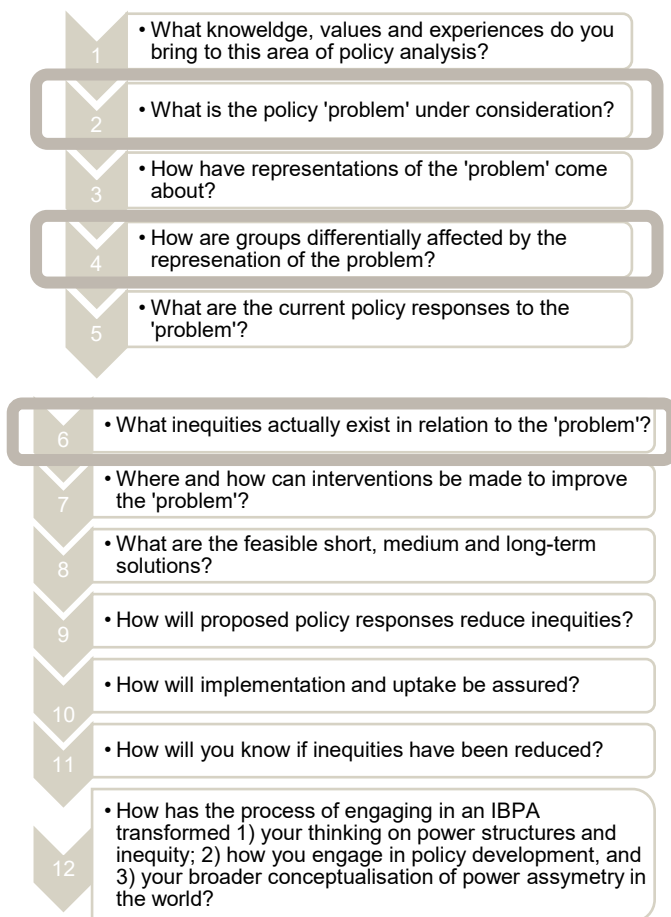 1
• What knoweldge, values and experiences do you
bring to this area of policy analysis?
2
• What is the policy 'problem' under consideration?
3
• How have representations of the 'problem' come
about?
4
• How are groups differentially affected by the
represenation of the problem?
5
• What are the current policy responses to the
'problem'?
6
• What inequities actually exist in relation to the 'problem'?
7
• Where and how can interventions be made to improve
the 'problem'?
8
• What are the feasible short, medium and long-term
solutions?
9
• How will proposed policy responses reduce inequities?
10
• How will implementation and uptake be assured?
11
• How will you know if inequities have been reduced?
12
• How has the process of engaging in an IBPA
transformed 1) your thinking on power structures and
inequity; 2) how you engage in policy development, and
3) your broader conceptualisation of power assymetry in
the world?